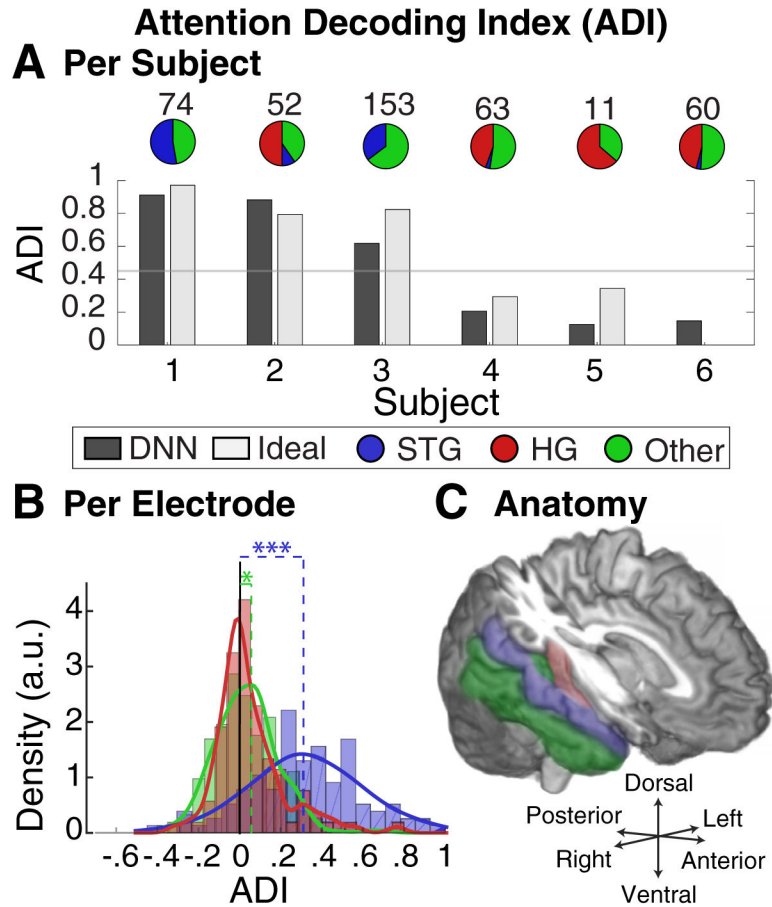 Attention Decoding Index (ADI)
A Per Subject
74 52 153 63 11 60
1
0.8
0.6
0.4
0.2
0
ADI
1 2 3 4 5 6
Subject
DNN Ideal STG HG Other
B Per Electrode
***
*
4
3
2
1
0
Density (a.u.)
-.6 -.4 -.2 0 .2 .4 .6 .8 1
ADI
C Anatomy
Dorsal
Posterior Left
Right Anterior
Ventral